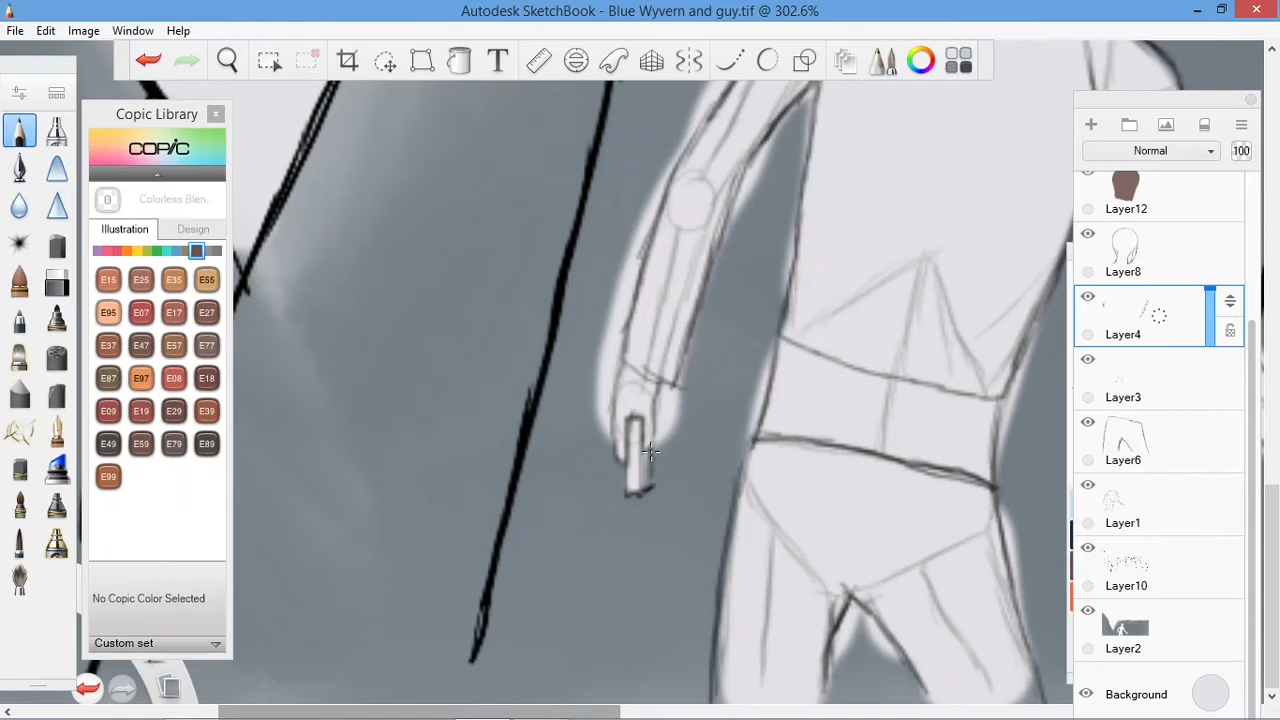 Autodesk SketchBook - Blue Wyvern and guy.tif @ 302.6%
File Edit Image Window Help
T
Copic Library x
COPIC
0 Colorless Blen..
Illustration Design
E15 E25 E35 E55
E95 E07 E17 E27
E37 E47 E57 E77
E87 E97 E08 E18
E09 E19 E29 E39
E49 E59 E79 E89
E99
No Copic Color Selected
Custom set
Normal 100
Layer12
Layer8
Layer4
Layer3
Layer6
Layer1
Layer10
Layer2
Background